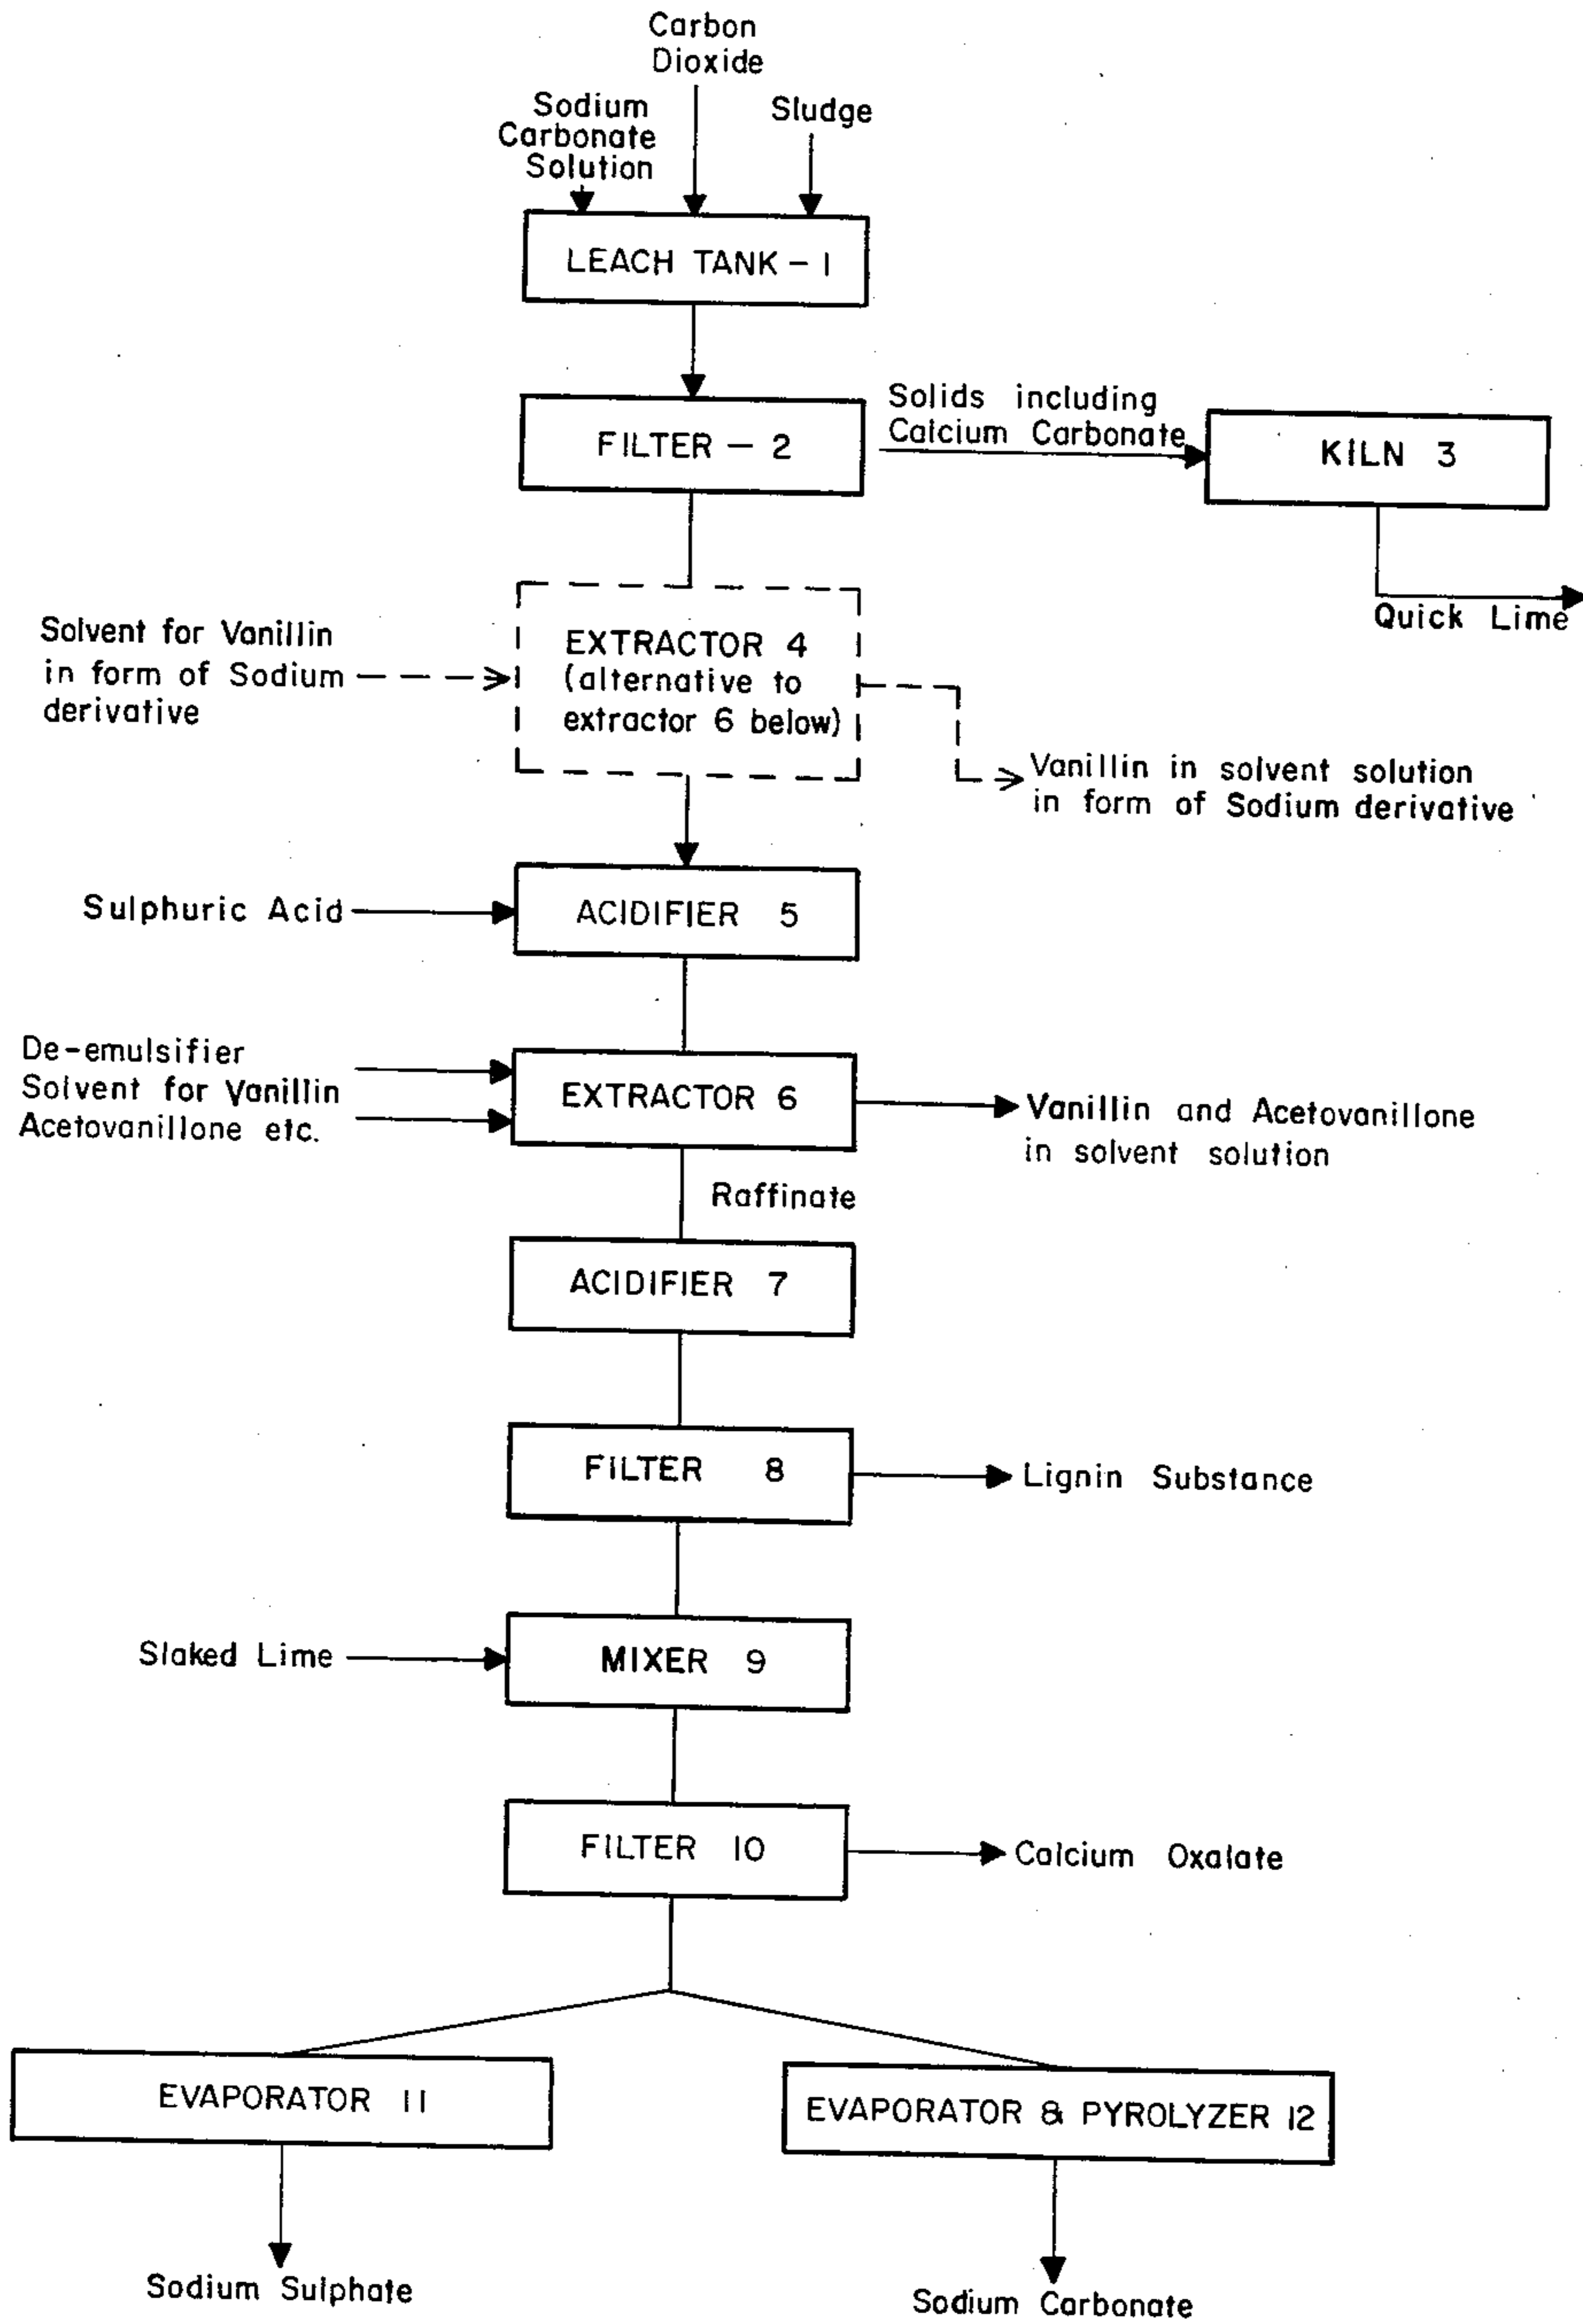 Carbon
Dioxide
Sodium
Carbonate
Solution
Sludge
LEACH TANK - 1
FILTER - 2
Solids including
Calcium Carbonate
KILN 3
Quick Lime
Solvent for Vanillin
in form of Sodium
derivative
EXTRACTOR 4
(alternative to
extractor 6 below)
Vanillin in solvent solution
in form of Sodium derivative
Sulphuric Acid
ACIDIFIER 5
De-emulsifier
Solvent for Vanillin
Acetovanillone etc.
EXTRACTOR 6
Vanillin and Acetovanillone
in solvent solution
Raffinate
ACIDIFIER 7
FILTER 8
Lignin Substance
Slaked Lime
MIXER 9
FILTER 10
Calcium Oxalate
EVAPORATOR 11
EVAPORATOR & PYROLYZER 12
Sodium Sulphate
Sodium Carbonate